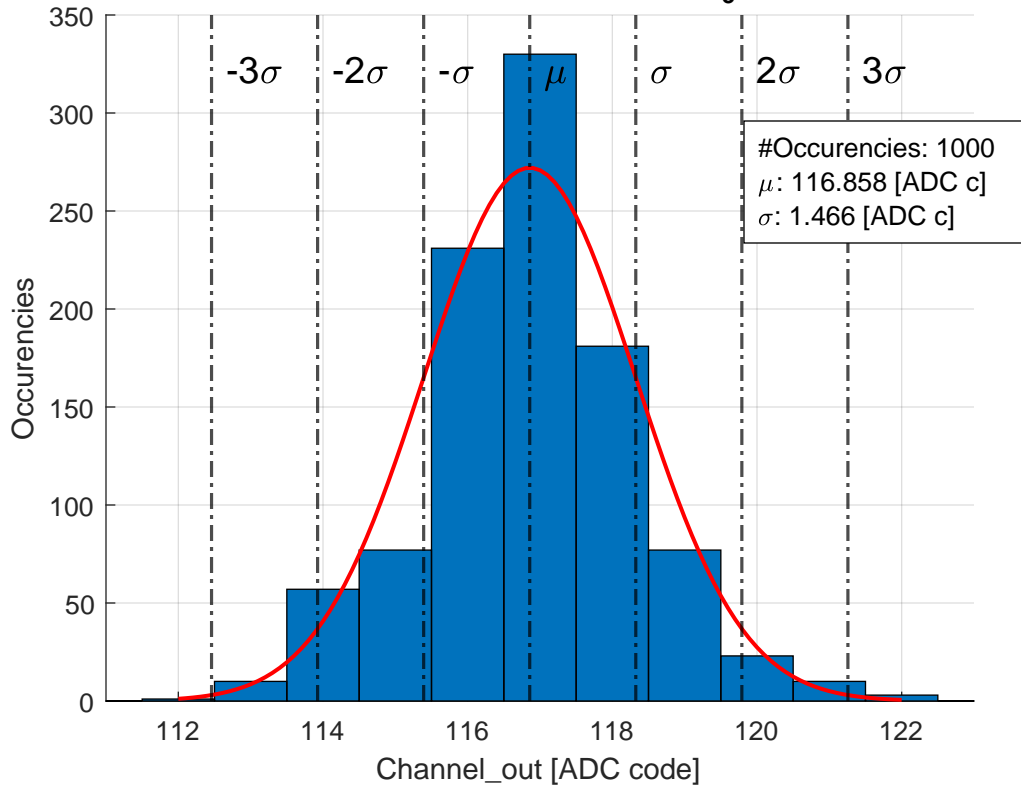 350
300
250
200
150
100
50
0
Occurencies
-3σ -2σ -σ μ σ 2σ 3σ
#Occurencies: 1000
μ: 116.858 [ADC c]
σ: 1.466 [ADC c]
112 114 116 118 120 122
Channel_out [ADC code]